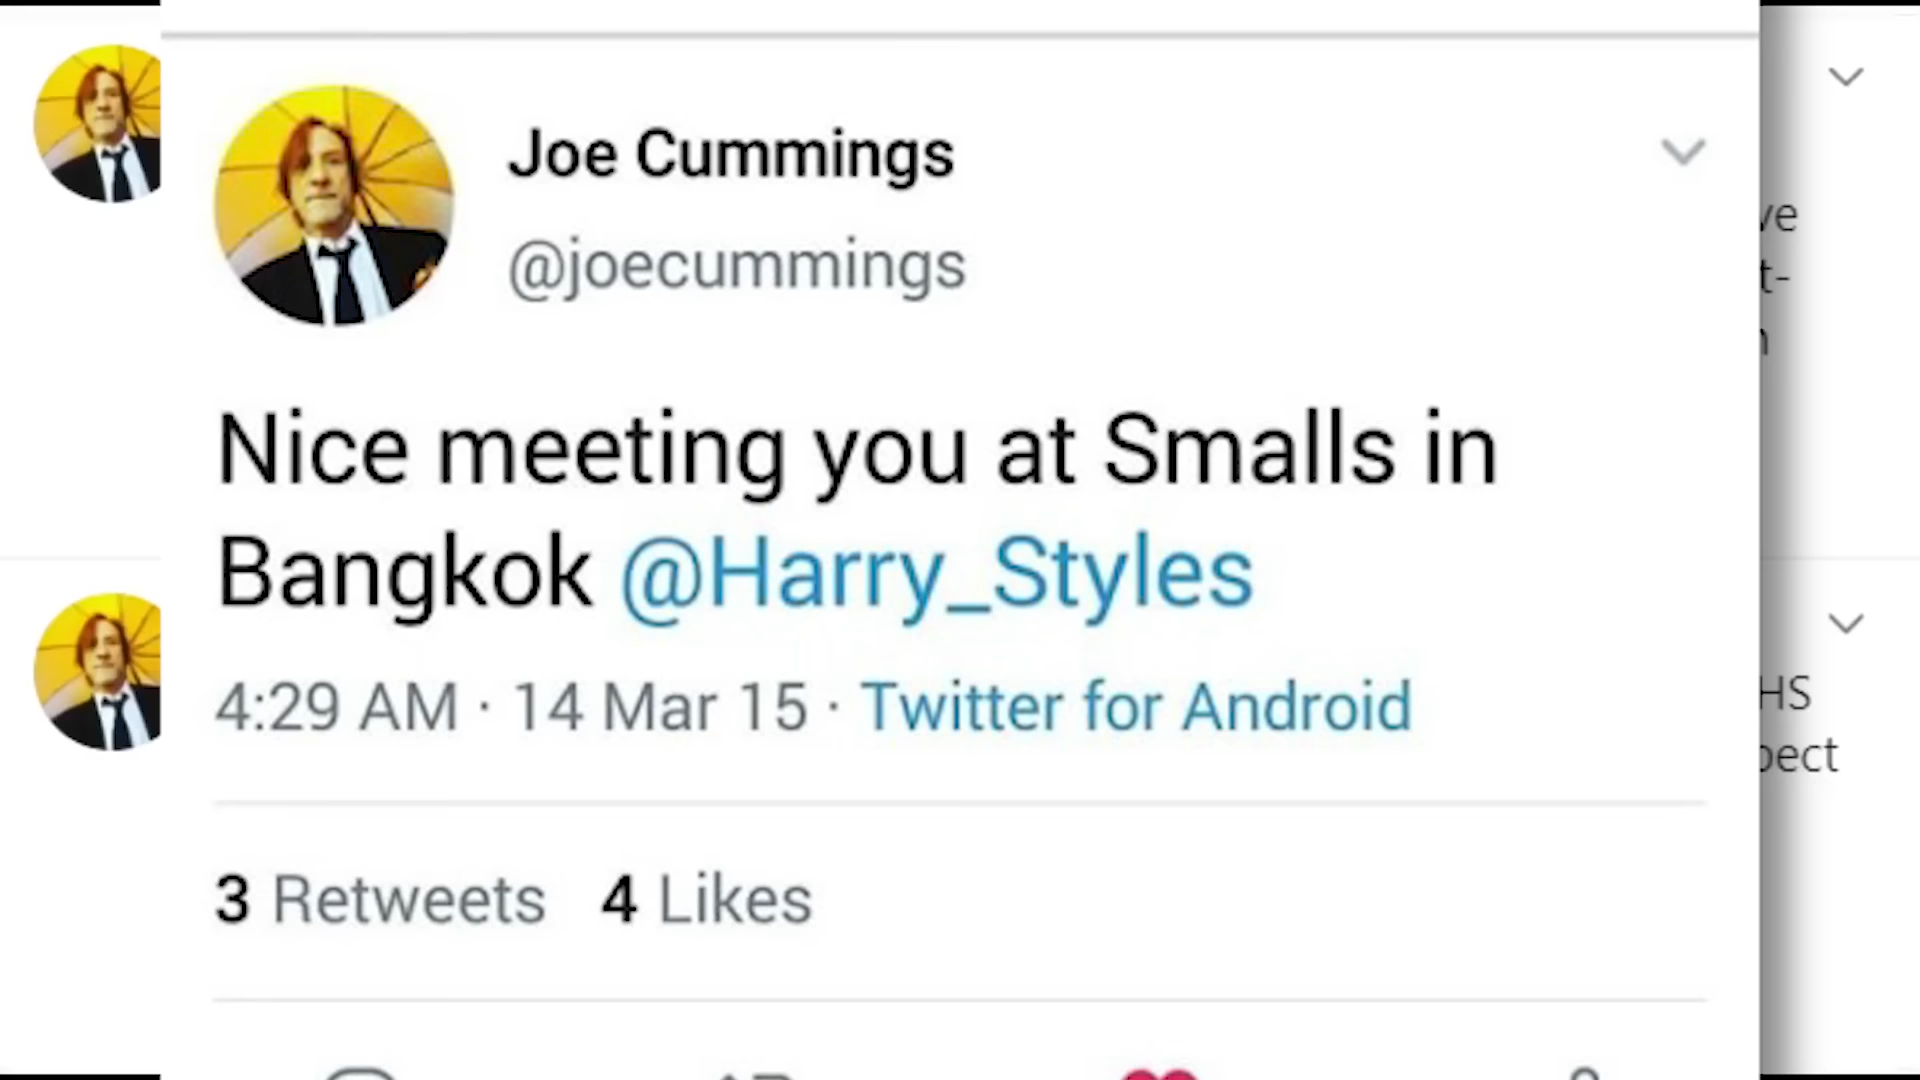 Joe Cummings
@joecummings
Nice meeting you at Smalls in
Bangkok @Harry_Styles
4:29 AM · 14 Mar 15 · Twitter for Android
3 Retweets 4 Likes
HS